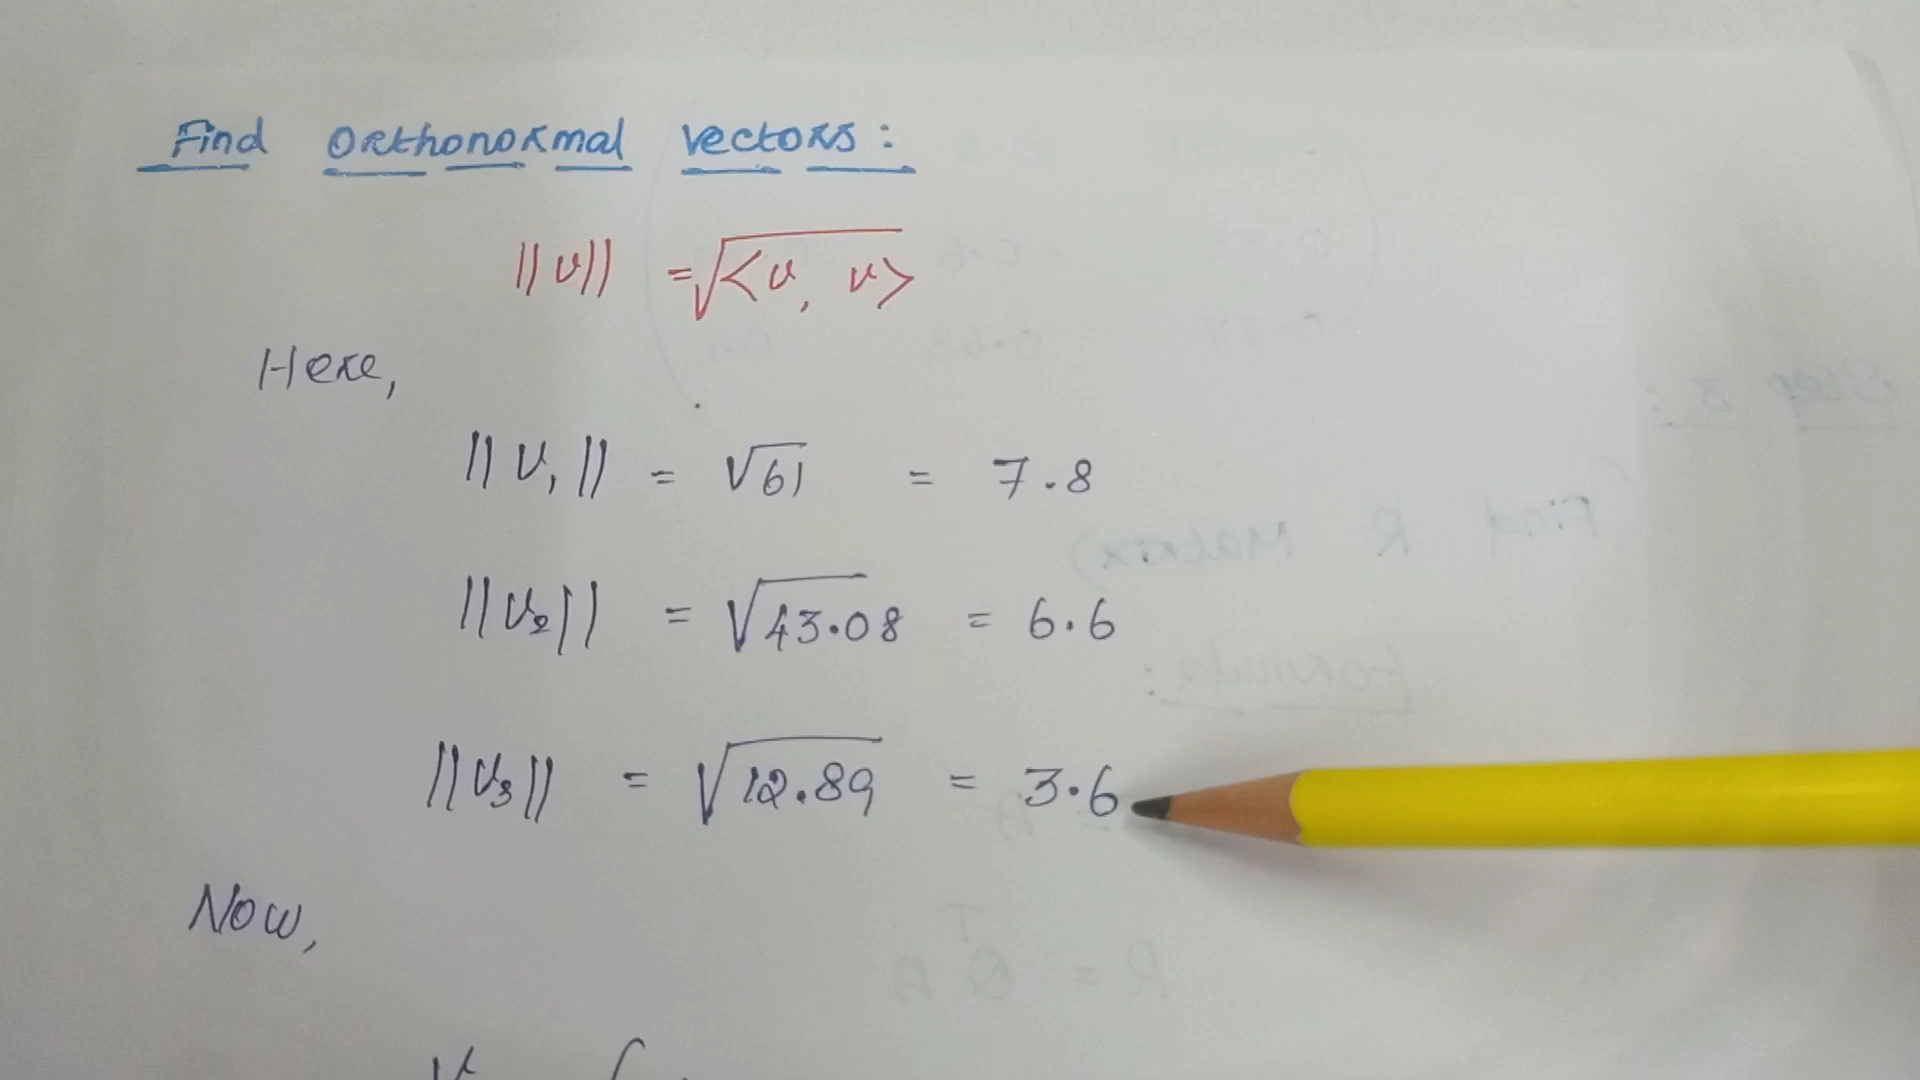 Find Orthonormal Vectors:
||v|| = √<v, v>
Here,
||v₁|| = √61 = 7.8
||v₂|| = √43.08 = 6.6
||v₃|| = √12.89 = 3.6
Now,